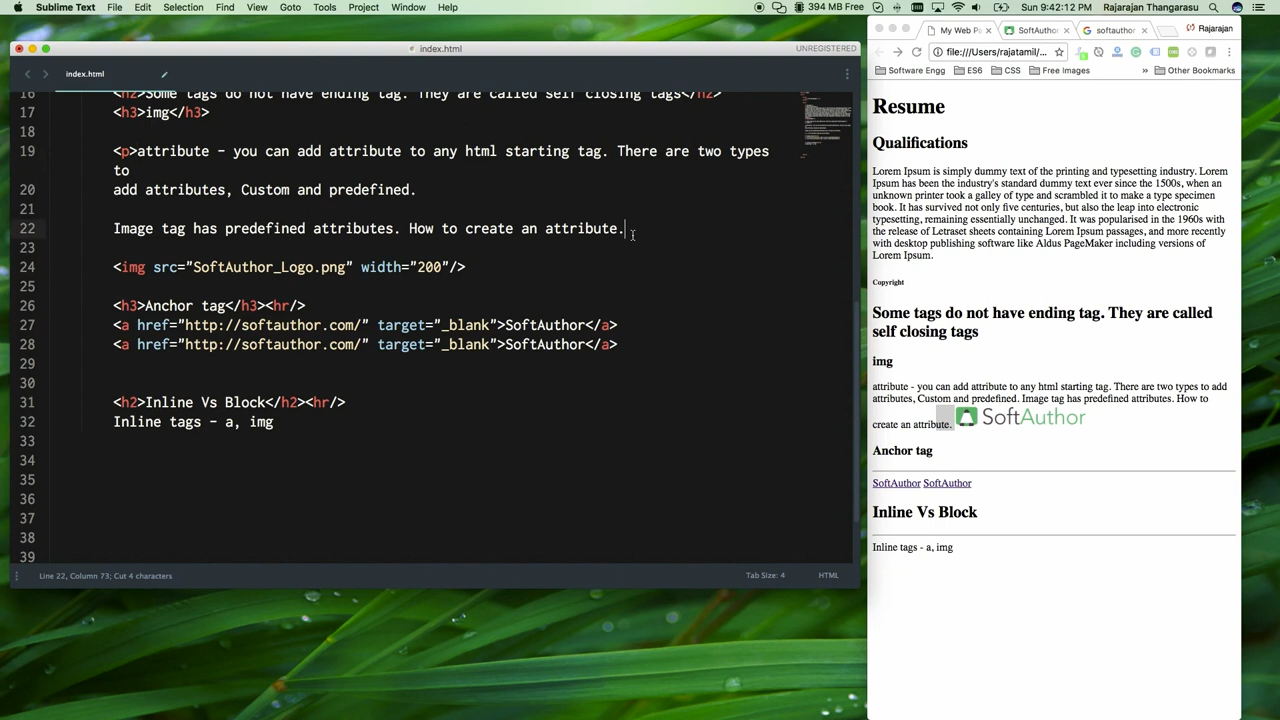 Sublime Text File Edit Selection Find View Goto Tools Project Window Help 394 MB Free Sun 9:42:12 PM Rajarajan Thangarasu
index.html UNREGISTERED
index.html
<h2>Some tags do not have ending tag. They are called self closing tags</h2>
17 <h3>img</h3>
18
19 <p>attribute - you can add attribute to any html starting tag. There are two types
to
20 add attributes, Custom and predefined.
21
22 Image tag has predefined attributes. How to create an attribute.
23
24 <img src="SoftAuthor_Logo.png" width="200"/>
25
26 <h3>Anchor tag</h3><hr/>
27 <a href="http://softauthor.com/" target="_blank">SoftAuthor</a>
28 <a href="http://softauthor.com/" target="_blank">SoftAuthor</a>
29
30
31 <h2>Inline Vs Block</h2><hr/>
32 Inline tags - a, img
33
34
35
36
37
38
39
Line 22, Column 73; Cut 4 characters Tab Size: 4 HTML
My Web P SoftAuthor softauthor Rajarajan
file:///Users/rajatamil/...
Software Engg ES6 CSS Free Images » Other Bookmarks
Resume
Qualifications
Lorem Ipsum is simply dummy text of the printing and typesetting industry. Lorem
Ipsum has been the industry's standard dummy text ever since the 1500s, when an
unknown printer took a galley of type and scrambled it to make a type specimen
book. It has survived not only five centuries, but also the leap into electronic
typesetting, remaining essentially unchanged. It was popularised in the 1960s with
the release of Letraset sheets containing Lorem Ipsum passages, and more recently
with desktop publishing software like Aldus PageMaker including versions of
Lorem Ipsum.
Copyright
Some tags do not have ending tag. They are called
self closing tags
img
attribute - you can add attribute to any html starting tag. There are two types to add
attributes, Custom and predefined. Image tag has predefined attributes. How to
create an attribute. SoftAuthor
Anchor tag
SoftAuthor SoftAuthor
Inline Vs Block
Inline tags - a, img